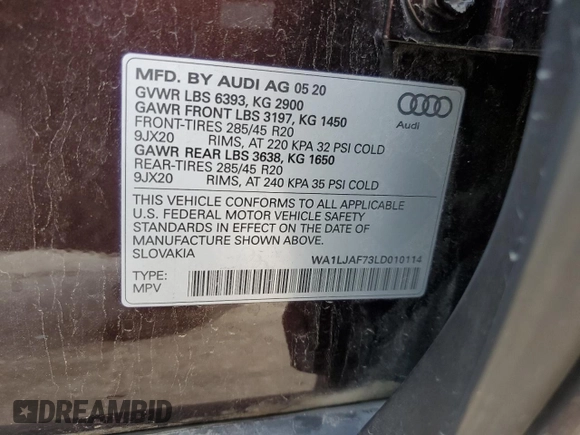 MFD. BY AUDI AG 05 20
GVWR LBS 6393, KG 2900
GAWR FRONT LBS 3197, KG 1450
FRONT-TIRES 285/45 R20
9JX20 RIMS, AT 220 KPA 32 PSI COLD
GAWR REAR LBS 3638, KG 1650
REAR-TIRES 285/45 R20
9JX20 RIMS, AT 240 KPA 35 PSI COLD
Audi
THIS VEHICLE CONFORMS TO ALL APPLICABLE
U.S. FEDERAL MOTOR VEHICLE SAFETY
STANDARDS IN EFFECT ON THE DATE OF
MANUFACTURE SHOWN ABOVE.
SLOVAKIA
WA1LJAF73LD010114
TYPE:
MPV
DREAMBID